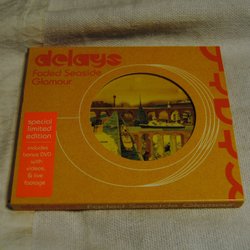 delays
Faded Seaside
Glamour
special
limited
edition
includes
bonus DVD
with
videos,
& live
footage
Faded Seaside Glamour